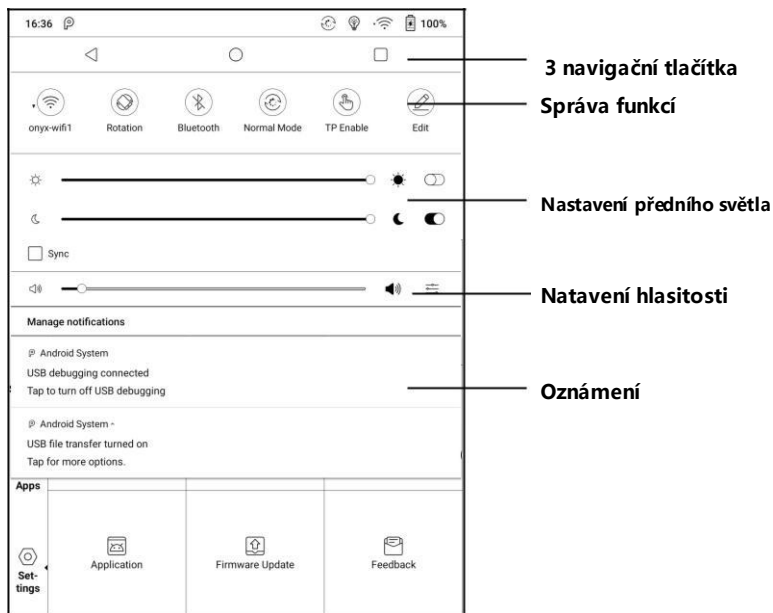 16:36
100%
3 navigační tlačítka
Správa funkcí
onyx-wifi1 Rotation Bluetooth Normal Mode TP Enable Edit
Nastavení předního světla
Sync
Natavení hlasitosti
Manage notifications
Android System
USB debugging connected
Tap to turn off USB debugging
Oznámení
Android System
USB file transfer turned on
Tap for more options.
Apps
Application Firmware Update Feedback
Set-
tings